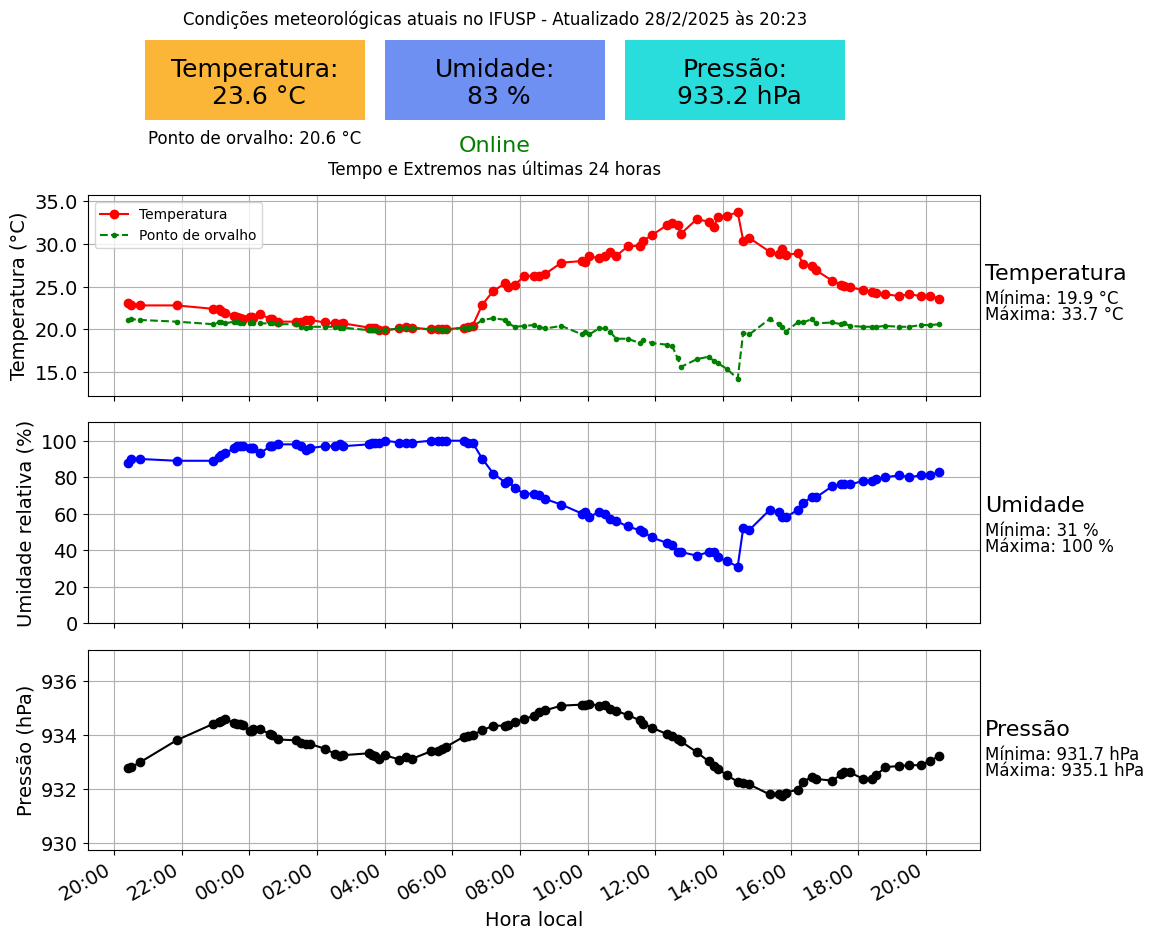 Condições meteorológicas atuais no IFUSP - Atualizado 28/2/2025 às 20:23
Temperatura:
23.6 °C
Umidade:
83 %
Pressão:
933.2 hPa
Ponto de orvalho: 20.6 °C
Online
Tempo e Extremos nas últimas 24 horas
Temperatura (°C)
35.0
30.0
25.0
20.0
15.0
Temperatura
Ponto de orvalho
Temperatura
Mínima: 19.9 °C
Máxima: 33.7 °C
Umidade relativa (%)
100
80
60
40
20
0
Umidade
Mínima: 31 %
Máxima: 100 %
Pressão (hPa)
936
934
932
930
Pressão
Mínima: 931.7 hPa
Máxima: 935.1 hPa
20:00 22:00 00:00 02:00 04:00 06:00 08:00 10:00 12:00 14:00 16:00 18:00 20:00
Hora local